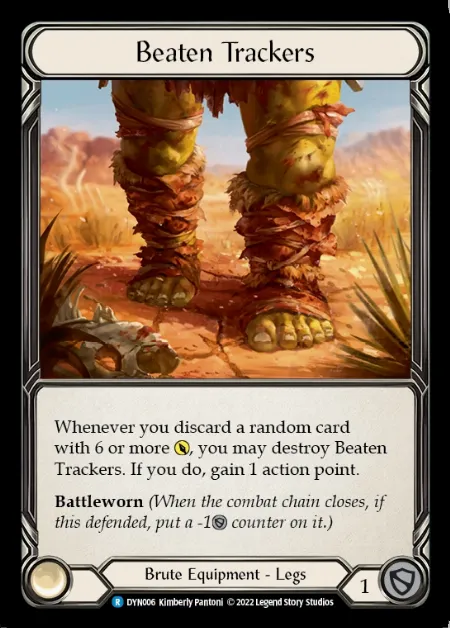 Beaten Trackers
Whenever you discard a random card
with 6 or more , you may destroy Beaten
Trackers. If you do, gain 1 action point.
Battleworn (When the combat chain closes, if
this defended, put a -1 counter on it.)
Brute Equipment - Legs
1
R DYN006 Kimberly Pantoni © 2022 Legend Story Studios